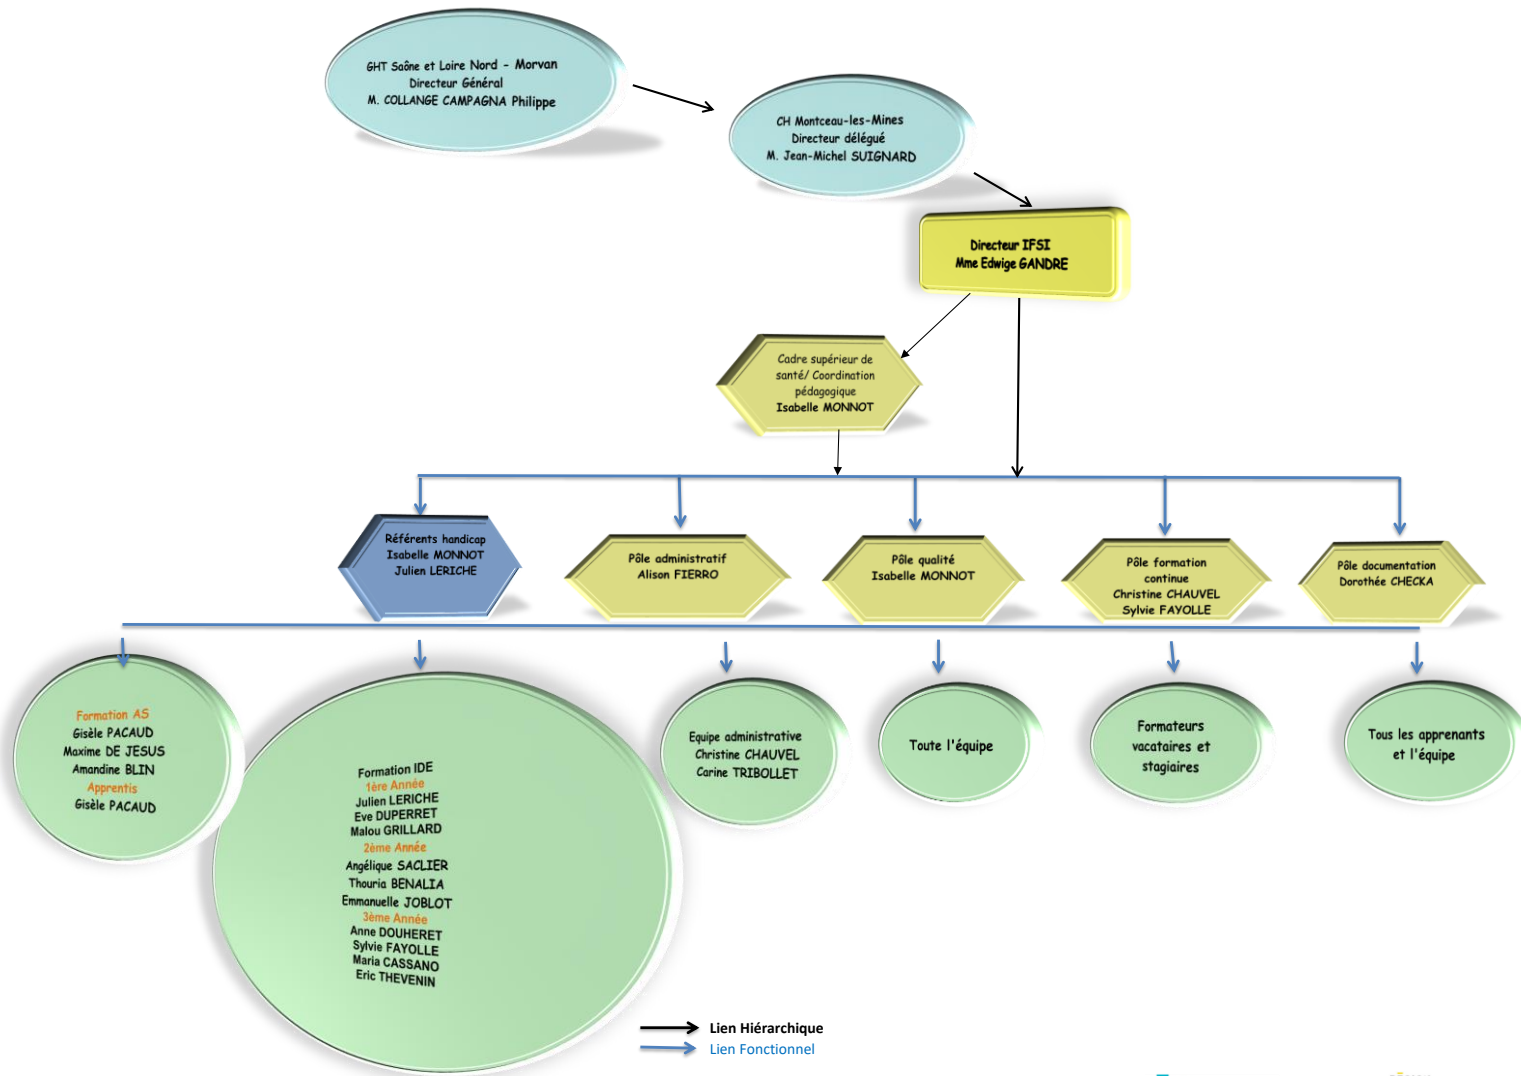 GHT Saône et Loire Nord - Morvan
Directeur Général
M. COLLANGE CAMPAGNA Philippe
CH Montceau-les-Mines
Directeur délégué
M. Jean-Michel SUIGNARD
Directeur IFSI
Mme Edwige GANDRE
Cadre supérieur de
santé/ Coordination
pédagogique
Isabelle MONNOT
Référents handicap
Isabelle MONNOT
Julien LERICHE
Pôle administratif
Alison FIERRO
Pôle qualité
Isabelle MONNOT
Pôle formation
continue
Christine CHAUVEL
Sylvie FAYOLLE
Pôle documentation
Dorothée CHECKA
Formation AS
Gisèle PACAUD
Maxime DE JESUS
Amandine BLIN
Apprentis
Gisèle PACAUD
Formation IDE
1ère Année
Julien LERICHE
Eve DUPERRET
Malou GRILLARD
2ème Année
Angélique SACLIER
Thouria BENALIA
Emmanuelle JOBLOT
3ème Année
Anne DOUHERET
Sylvie FAYOLLE
Maria CASSANO
Eric THEVENIN
Equipe administrative
Christine CHAUVEL
Carine TRIBOLLET
Toute l'équipe
Formateurs
vacataires et
stagiaires
Tous les apprenants
et l'équipe
Lien Hiérarchique
Lien Fonctionnel